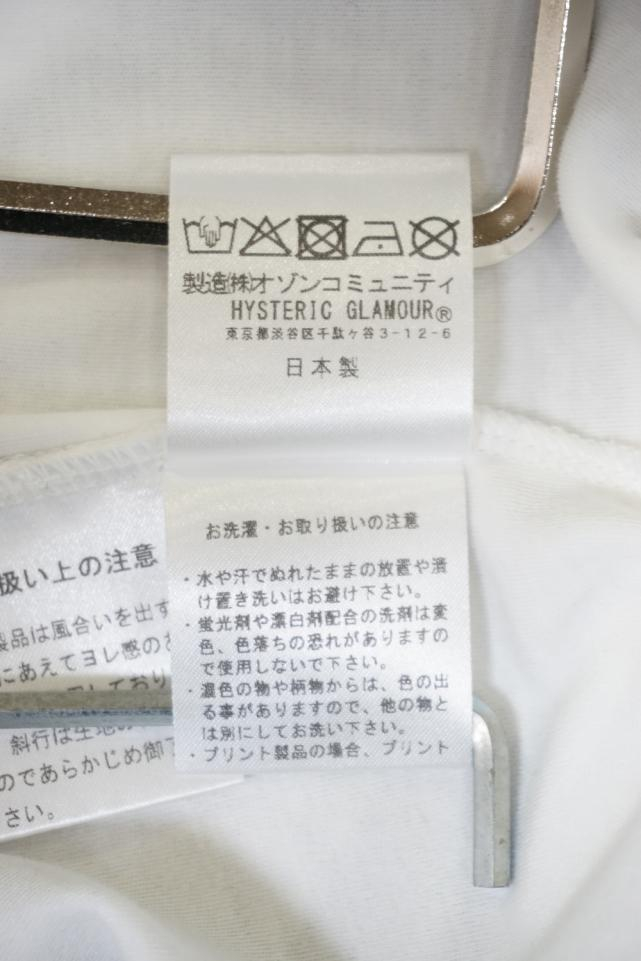 製造㈱オゾンコミュニティ
HYSTERIC GLAMOUR®
東京都渋谷区千駄ヶ谷3-12-6
日本製
お洗濯・お取り扱いの注意
・水や汗でぬれたままの放置や漬
け置き洗いはお避け下さい。
・蛍光剤や漂白剤配合の洗剤は変
色、色落ちの恐れがありますの
で使用しないで下さい。
・濃色の物や柄物からは、色の出
る事がありますので、他の物と
は別にしてお洗い下さい。
・プリント製品の場合、プリント
扱い上の注意
製品は風合いを出す
にあえてヨレ感のあ
しており
斜行は生地の
のであらかじめ御了
さい。